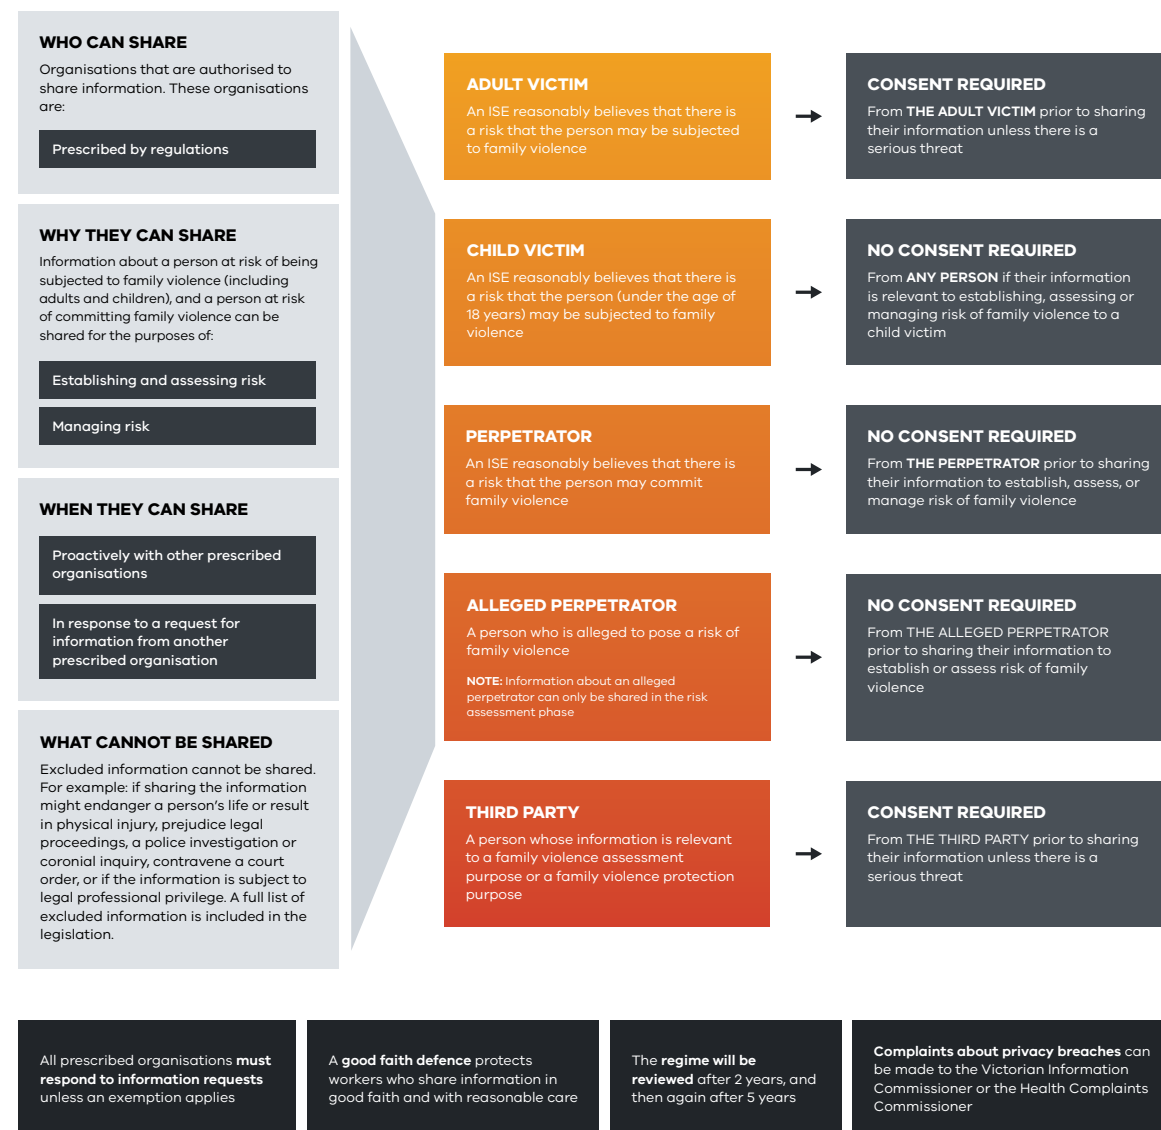 WHO CAN SHARE
Organisations that are authorised to
share information. These organisations
are:
Prescribed by regulations
WHY THEY CAN SHARE
Information about a person at risk of being
subjected to family violence (including
adults and children), and a person at risk
of committing family violence can be
shared for the purposes of:
Establishing and assessing risk
Managing risk
WHEN THEY CAN SHARE
Proactively with other prescribed
organisations
In response to a request for
information from another
prescribed organisation
WHAT CANNOT BE SHARED
Excluded information cannot be shared.
For example: if sharing the information
might endanger a person's life or result
in physical injury, prejudice legal
proceedings, a police investigation or
coronial inquiry, contravene a court
order, or if the information is subject to
legal professional privilege. A full list of
excluded information is included in the
legislation.
ADULT VICTIM
An ISE reasonably believes that there is
a risk that the person may be subjected
to family violence
CONSENT REQUIRED
From THE ADULT VICTIM prior to sharing
their information unless there is a
serious threat
CHILD VICTIM
An ISE reasonably believes that there is
a risk that the person (under the age of
18 years) may be subjected to family
violence
NO CONSENT REQUIRED
From ANY PERSON if their information
is relevant to establishing, assessing or
managing risk of family violence to a
child victim
PERPETRATOR
An ISE reasonably believes that there is
a risk that the person may commit
family violence
NO CONSENT REQUIRED
From THE PERPETRATOR prior to sharing
their information to establish, assess, or
manage risk of family violence
ALLEGED PERPETRATOR
A person who is alleged to pose a risk of
family violence
NOTE: Information about an alleged
perpetrator can only be shared in the risk
assessment phase
NO CONSENT REQUIRED
From THE ALLEGED PERPETRATOR
prior to sharing their information to
establish or assess risk of family
violence
THIRD PARTY
A person whose information is relevant
to a family violence assessment
purpose or a family violence protection
purpose
CONSENT REQUIRED
From THE THIRD PARTY prior to sharing
their information unless there is a
serious threat
All prescribed organisations must
respond to information requests
unless an exemption applies
A good faith defence protects
workers who share information in
good faith and with reasonable care
The regime will be
reviewed after 2 years, and
then again after 5 years
Complaints about privacy breaches can
be made to the Victorian Information
Commissioner or the Health Complaints
Commissioner